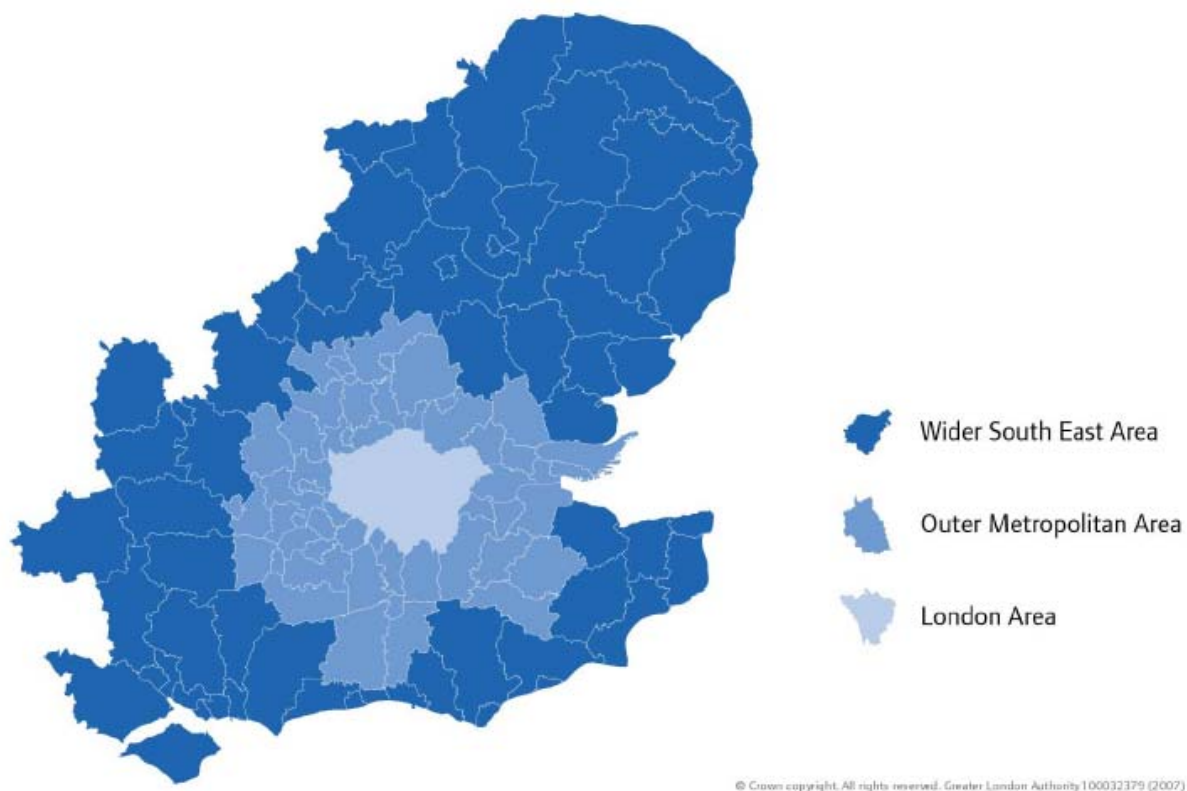 Wider South East Area
Outer Metropolitan Area
London Area
© Crown copyright. All rights reserved. Greater London Authority 100032379 (2007)